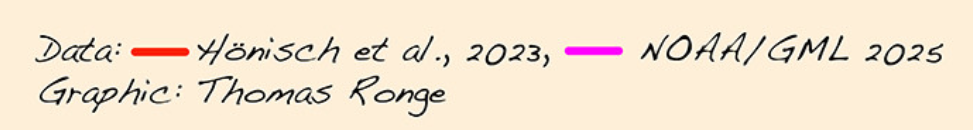 Data: Hönisch et al., 2023, NOAA/GML 2025
Graphic: Thomas Ronge